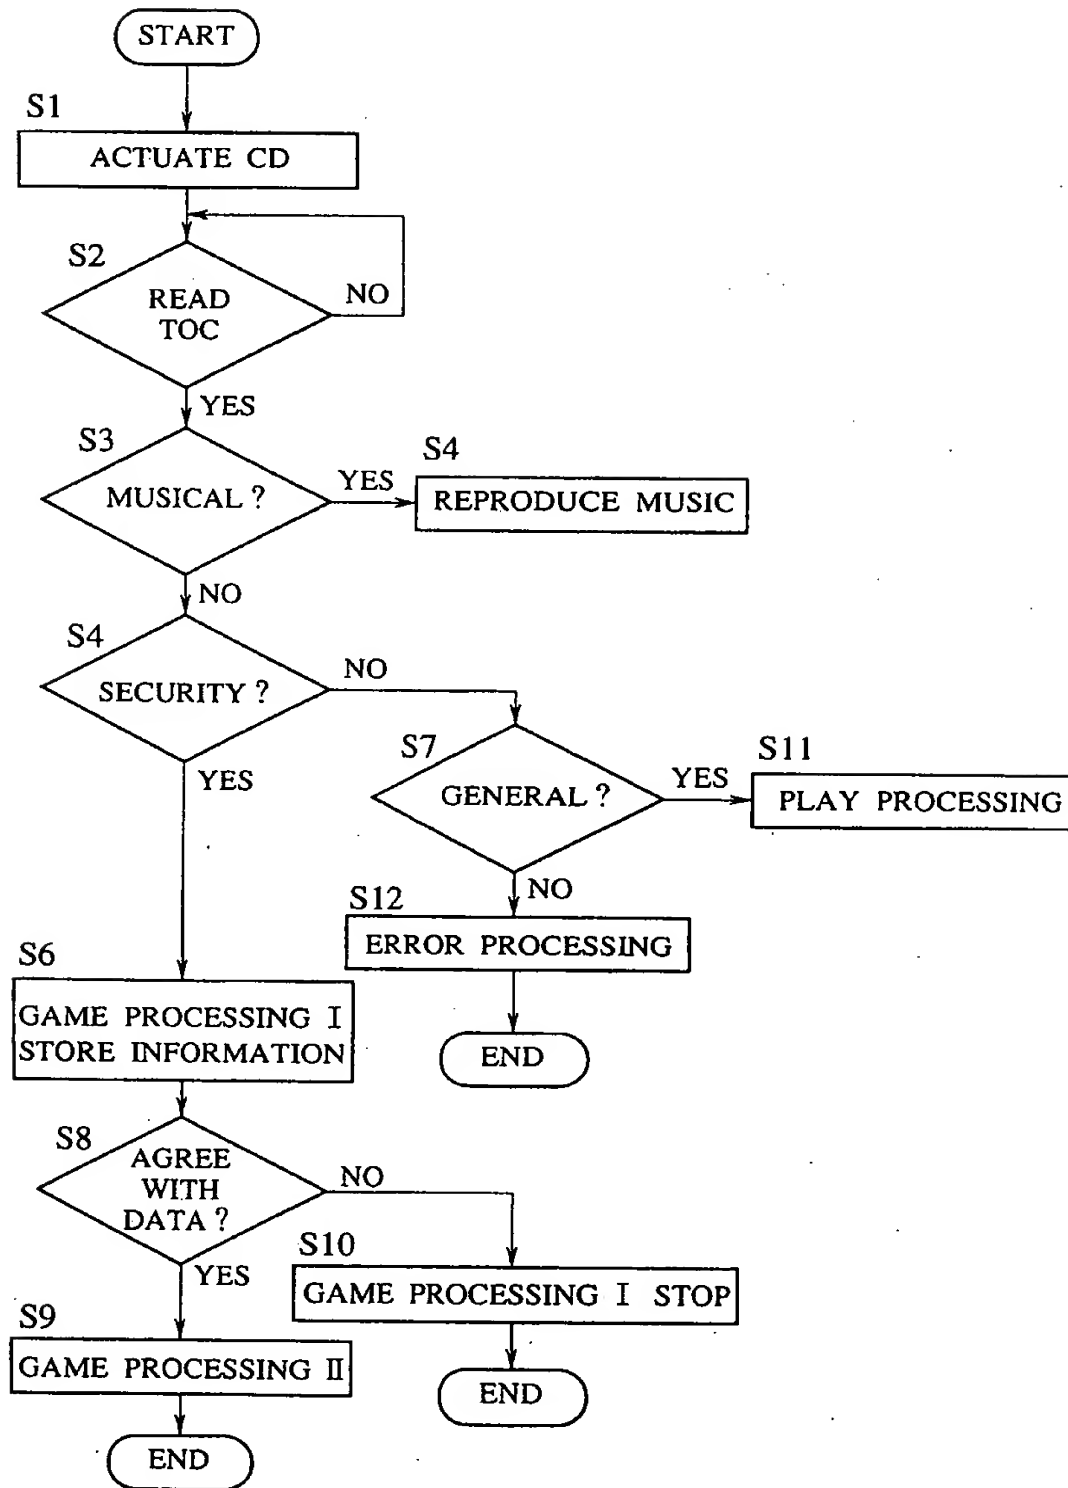 START
S1
ACTUATE CD
S2
READ
TOC
NO
YES
S3
MUSICAL ?
YES
S4
REPRODUCE MUSIC
NO
S4
SECURITY ?
NO
YES
S7
GENERAL ?
YES
S11
PLAY PROCESSING
NO
S12
ERROR PROCESSING
END
S6
GAME PROCESSING I
STORE INFORMATION
S8
AGREE
WITH
DATA ?
NO
YES
S10
GAME PROCESSING I STOP
END
S9
GAME PROCESSING II
END